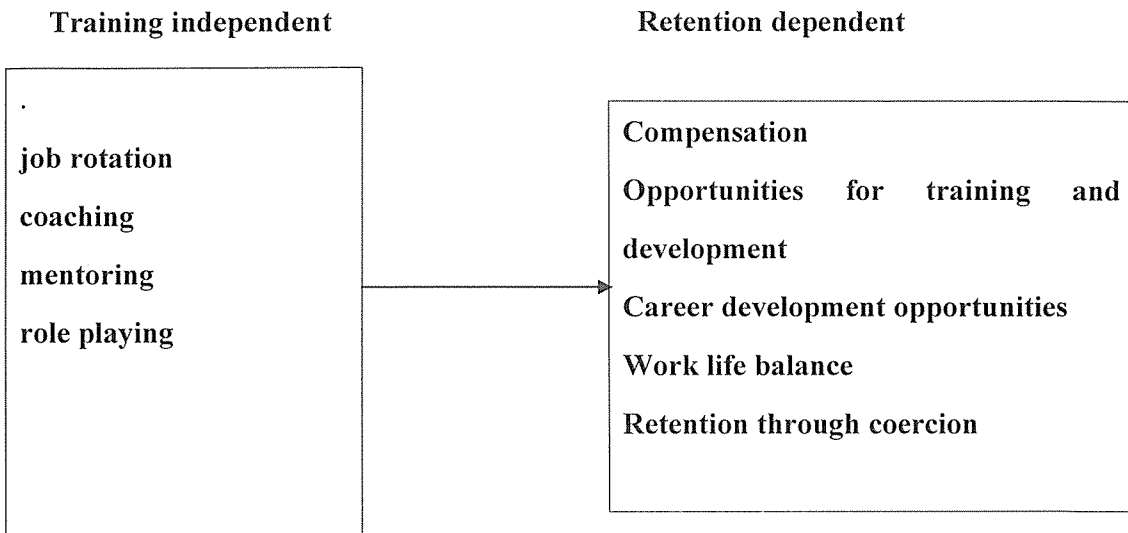 Training independent
Retention dependent
.
job rotation
coaching
mentoring
role playing
Compensation
Opportunities for training and
development
Career development opportunities
Work life balance
Retention through coercion